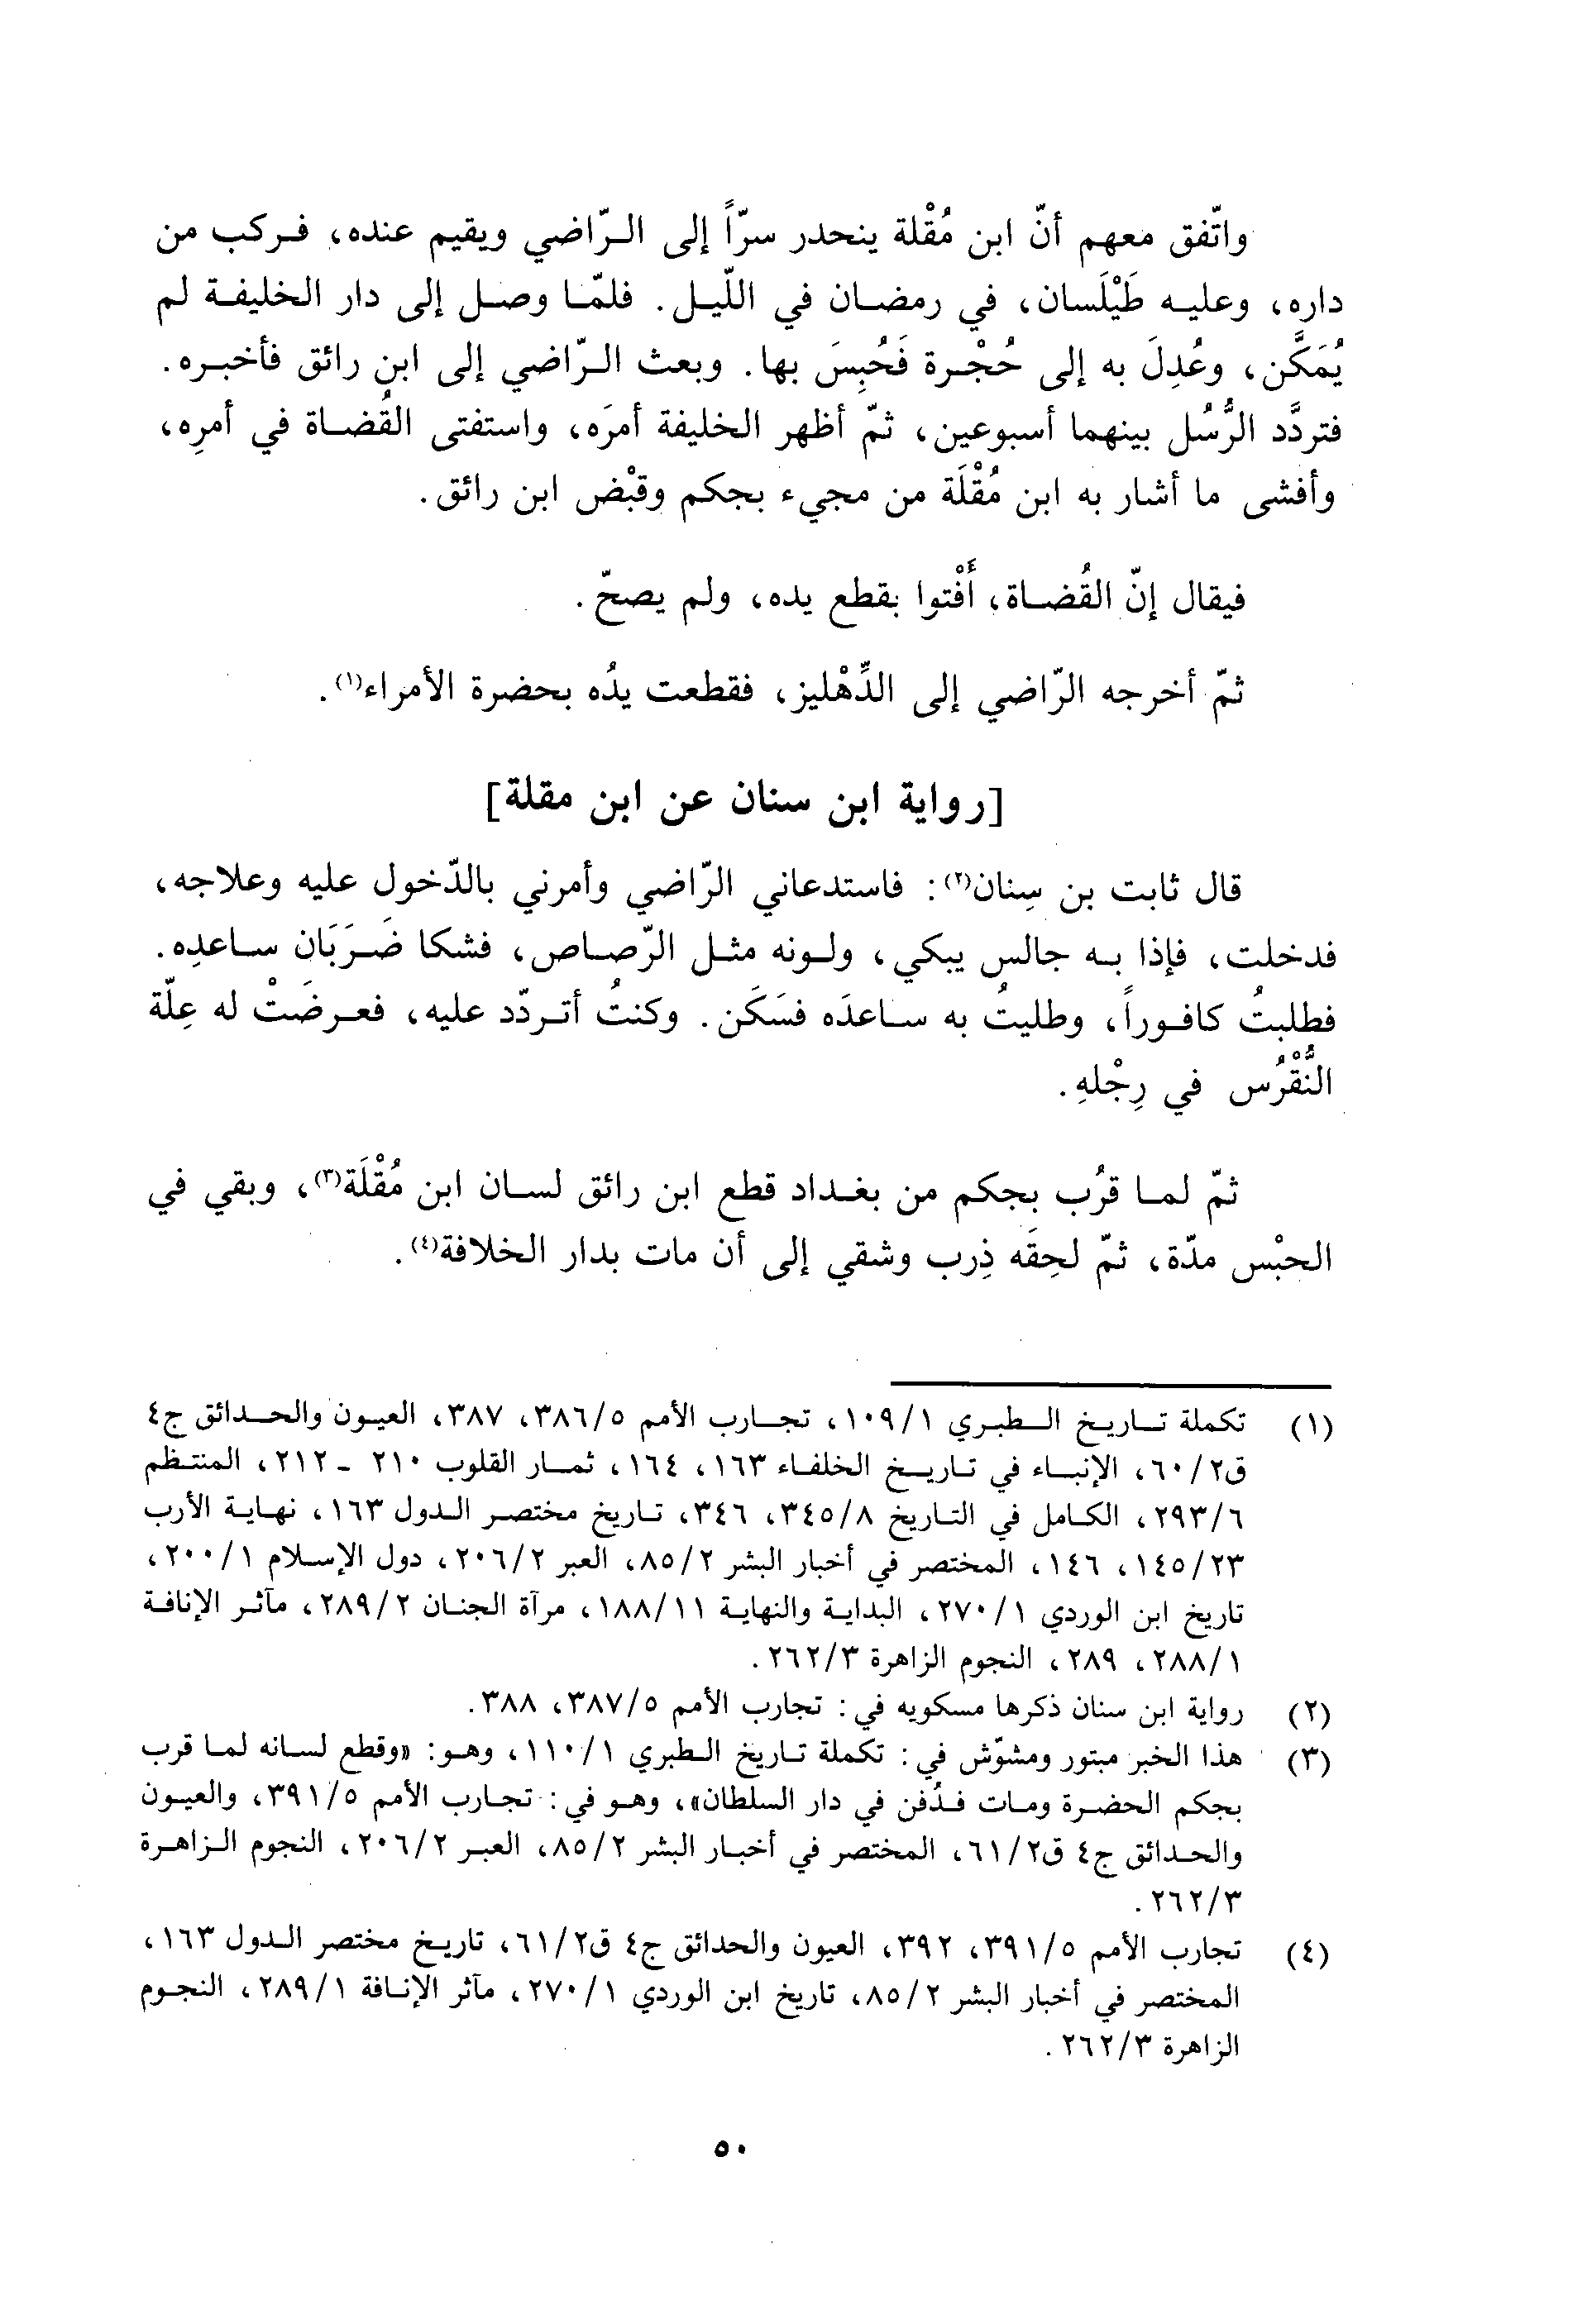 واتّفق معهم أنّ ابن مُقْلة ينحدر سرّاً إلى الرّاضي ويقيم عنده، فركب من
داره، وعليه طَيْلَسان، في رمضان في اللّيل. فلمّا وصل إلى دار الخليفة لم
يُمَكَّن، وعُدِلَ به إلى حُجْرة فَحُبِسَ بها. وبعث الرّاضي إلى ابن رائق فأخبره.
فتردَّد الرُّسُل بينهما أسبوعين، ثمّ أظهر الخليفة أمرَه، واستفتى القُضاة في أمرِه،
وأفشى ما أشار به ابن مُقْلَة من مجيء بجكم وقبْض ابن رائق.
فيقال إنّ القُضاة، أَفْتوا بقطع يده، ولم يصحّ.
ثمّ أخرجه الرّاضي إلى الدِّهْليز، فقطعت يدُه بحضرة الأمراء(١).
[رواية ابن سنان عن ابن مقلة]
قال ثابت بن سِنان(٢): فاستدعاني الرّاضي وأمرني بالدّخول عليه وعلاجه،
فدخلت، فإذا به جالس يبكي، ولونه مثل الرّصاص، فشكا ضَرَبَان ساعدِه.
فطلبتُ كافوراً، وطليتُ به ساعدَه فسَكَن. وكنتُ أتردّد عليه، فعرضَتْ له عِلّة
النُّقْرُس في رِجْلهِ.
ثمّ لما قرُب بجكم من بغداد قطع ابن رائق لسان ابن مُقْلَة(٣)، وبقي في
الحبْس مدّة، ثمّ لحِقَه ذِرب وشقي إلى أن مات بدار الخلافة(٤).
(١) تكملة تاريخ الطبري ١٠٩/١، تجارب الأمم ٣٨٦/٥، ٣٨٧، العيون والحدائق ج٤
ق٦٠/٢، الإنباء في تاريخ الخلفاء ١٦٣، ١٦٤، ثمار القلوب ٢١٠ - ٢١٢، المنتظم
٢٩٣/٦، الكامل في التاريخ ٣٤٥/٨، ٣٤٦، تاريخ مختصر الدول ١٦٣، نهاية الأرب
١٤٥/٢٣، ١٤٦، المختصر في أخبار البشر ٨٥/٢، العبر ٢٠٦/٢، دول الإسلام ٢٠٠/١،
تاريخ ابن الوردي ٢٧٠/١، البداية والنهاية ١٨٨/١١، مرآة الجنان ٢٨٩/٢، مآثر الإنافة
٢٨٨/١، ٢٨٩، النجوم الزاهرة ٢٦٢/٣.
(٢) رواية ابن سنان ذكرها مسكويه في: تجارب الأمم ٣٨٧/٥، ٣٨٨.
(٣) هذا الخبر مبتور ومشوّش في: تكملة تاريخ الطبري ١١٠/١، وهو: «وقطع لسانه لما قرب
بجكم الحضرة ومات فدُفن في دار السلطان»، وهو في: تجارب الأمم ٣٩١/٥، والعيون
والحدائق ج٤ ق٦١/٢، المختصر في أخبار البشر ٨٥/٢، العبر ٢٠٦/٢، النجوم الزاهرة
٢٦٢/٣.
(٤) تجارب الأمم ٣٩١/٥، ٣٩٢، العيون والحدائق ج٤ ق٦١/٢، تاريخ مختصر الدول ١٦٣،
المختصر في أخبار البشر ٨٥/٢، تاريخ ابن الوردي ٢٧٠/١، مآثر الإنافة ٢٨٩/١، النجوم
الزاهرة ٢٦٢/٣.
٥٠